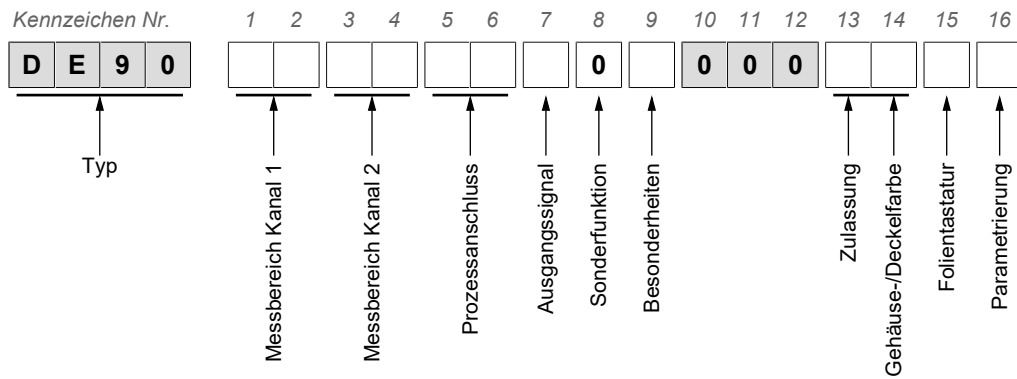 Kennzeichen Nr. 1 2 3 4 5 6 7 8 9 10 11 12 13 14 15 16
D E 9 0 0 0 0 0
Typ
Messbereich Kanal 1
Messbereich Kanal 2
Prozessanschluss
Ausgangssignal
Sonderfunktion
Besonderheiten
Zulassung
Gehäuse-/Deckelfarbe
Folientastatur
Parametrierung